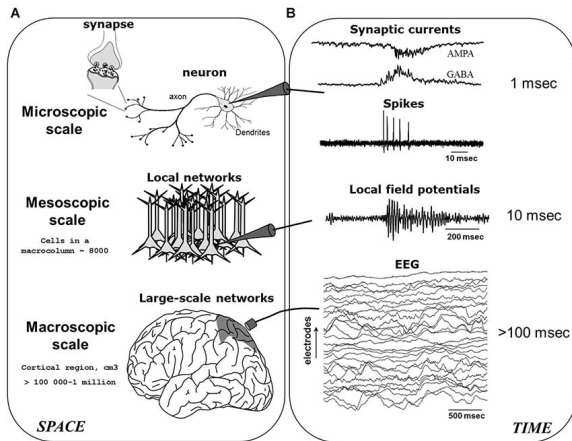 A
synapse
neuron
axon
Dendrites
Microscopic
scale
Local networks
Mesoscopic
scale
Cells in a
macrocolumn ~ 8000
Large-scale networks
Macroscopic
scale
Cortical region, cm3
> 100 000-1 million
SPACE
B
Synaptic currents
AMPA
GABA
1 msec
Spikes
10 msec
Local field potentials
10 msec
200 msec
EEG
electrodes
>100 msec
500 msec
TIME